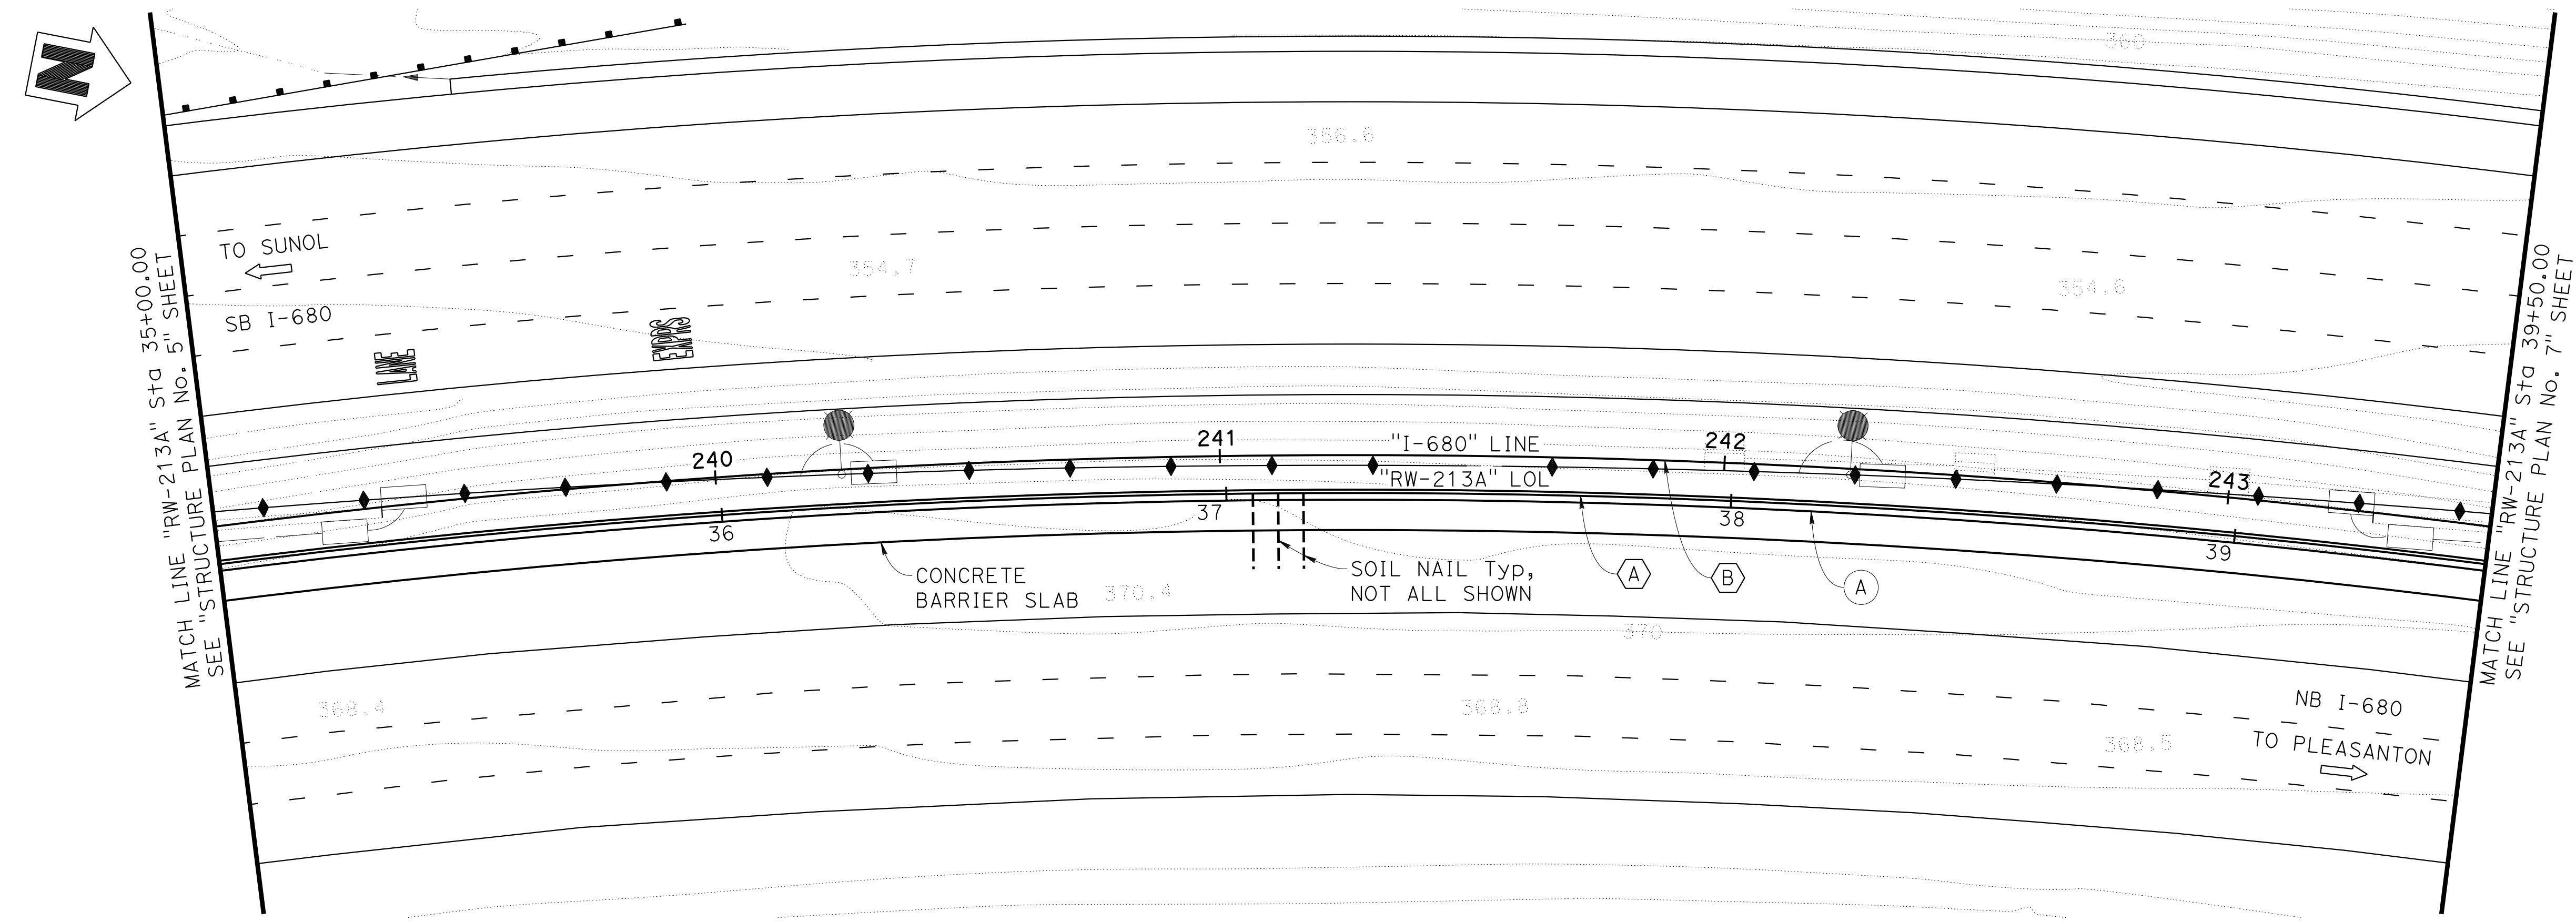 N
360
356.6
TO SUNOL
354.7
354.6
SB I-680
LANE
EXPRS
MATCH LINE "RW-213A" Sta 35+00.00
SEE "STRUCTURE PLAN No. 5" SHEET
240
241
"I-680" LINE
242
243
"RW-213A" LOL
36
37
38
39
CONCRETE
BARRIER SLAB
370.4
SOIL NAIL Typ,
NOT ALL SHOWN
A
B
A
370
368.4
368.8
368.5
NB I-680
TO PLEASANTON
MATCH LINE "RW-213A" Sta 39+50.00
SEE "STRUCTURE PLAN No. 7" SHEET